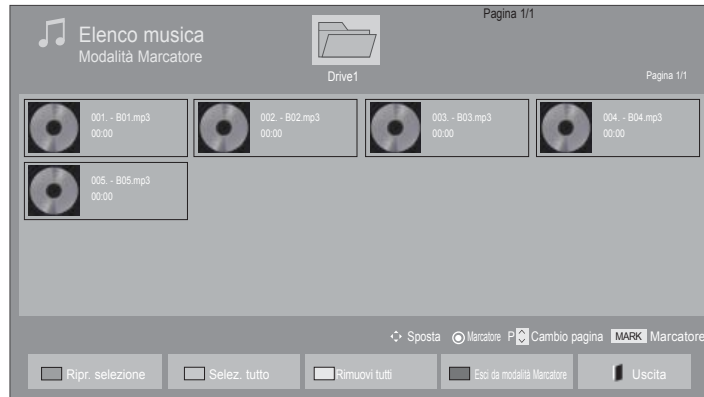 Pagina 1/1
Elenco musica
Modalità Marcatore
Drive1
Pagina 1/1
001. - B01.mp3
00:00
002. - B02.mp3
00:00
003. - B03.mp3
00:00
004. - B04.mp3
00:00
005. - B05.mp3
00:00
Sposta Marcatore P Cambio pagina MARK Marcatore
Ripr. selezione Selez. tutto Rimuovi tutti Esci da modalità Marcatore Uscita